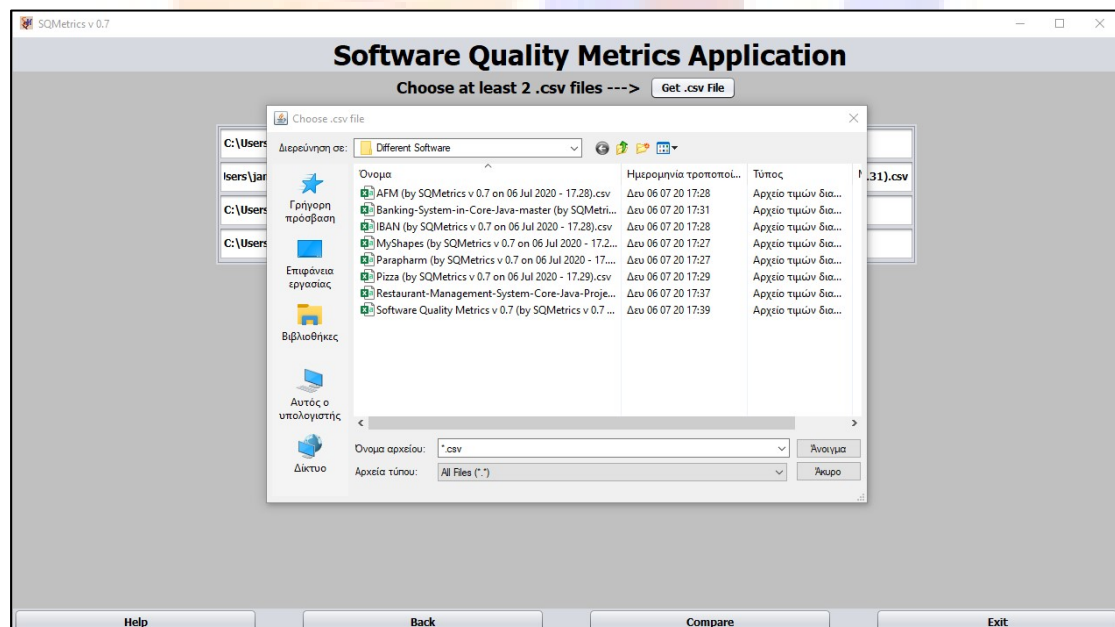 SQMetrics v 0.7
Software Quality Metrics Application
Choose at least 2 .csv files ---> Get .csv File
Choose .csv file
C:\Users
Διερεύνηση σε: Different Software
Όνομα Ημερομηνία τροποποί... Τύπος
AFM (by SQMetrics v 0.7 on 06 Jul 2020 - 17.28).csv Δευ 06 07 20 17:28 Αρχείο τιμών δια...
.31).csv
Banking-System-in-Core-Java-master (by SQMetri... Δευ 06 07 20 17:31 Αρχείο τιμών δια...
IBAN (by SQMetrics v 0.7 on 06 Jul 2020 - 17.28).csv Δευ 06 07 20 17:28 Αρχείο τιμών δια...
MyShapes (by SQMetrics v 0.7 on 06 Jul 2020 - 17.2... Δευ 06 07 20 17:27 Αρχείο τιμών δια...
Parapharm (by SQMetrics v 0.7 on 06 Jul 2020 - 17.... Δευ 06 07 20 17:27 Αρχείο τιμών δια...
Pizza (by SQMetrics v 0.7 on 06 Jul 2020 - 17.29).csv Δευ 06 07 20 17:29 Αρχείο τιμών δια...
Restaurant-Management-System-Core-Java-Proje... Δευ 06 07 20 17:37 Αρχείο τιμών δια...
Software Quality Metrics v 0.7 (by SQMetrics v 0.7 ... Δευ 06 07 20 17:39 Αρχείο τιμών δια...
C:\Users
C:\Users
Γρήγορη
πρόσβαση
Επιφάνεια
εργασίας
Βιβλιοθήκες
Αυτός ο
υπολογιστής
Δίκτυο
Όνομα αρχείου: *.csv Άνοιγμα
Αρχεία τύπου: All Files (*.*) Άκυρο
Help Back Compare Exit